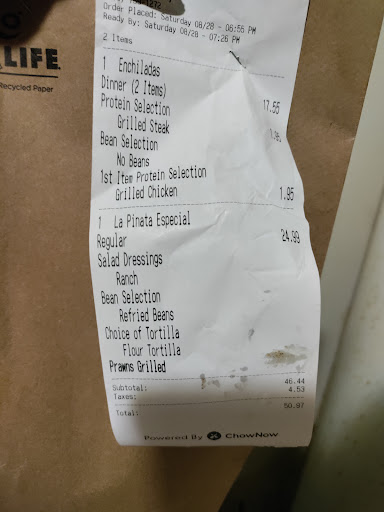 LIFE
Recycled Paper
Order Placed: Saturday 08/28 - 06:55 PM
Ready By: Saturday 08/28 - 07:26 PM
2 Items
1 Enchiladas 17.55
Dinner (2 Items)
Protein Selection
Grilled Steak 1.95
Bean Selection
No Beans
1st Item Protein Selection
Grilled Chicken 1.95
1 La Pinata Especial 24.99
Regular
Salad Dressings
Ranch
Bean Selection
Refried Beans
Choice of Tortilla
Flour Tortilla
Prawns Grilled
Subtotal: 46.44
Taxes: 4.53
Total: 50.97
Powered By ChowNow